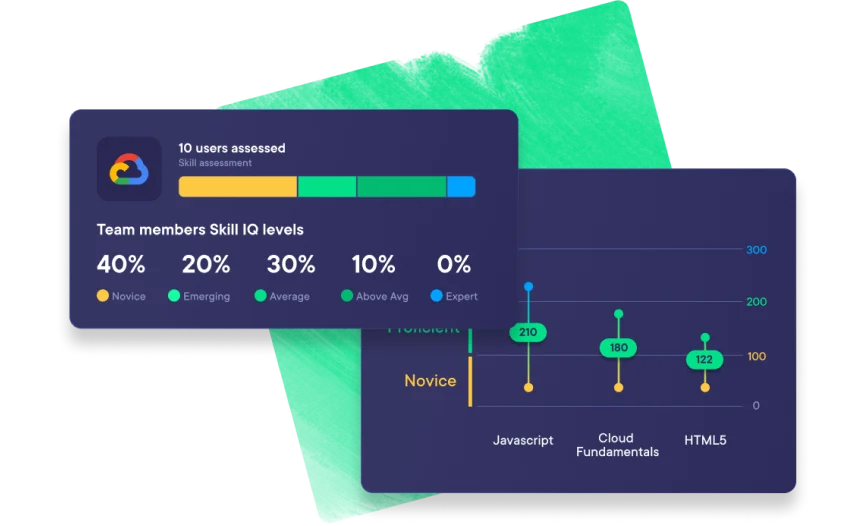 10 users assessed
Skill assessment
Team members Skill IQ levels
40% 20% 30% 10% 0%
Novice Emerging Average Above Avg Expert
300
200
Proficient
210
180
122
100
Novice
0
Javascript Cloud Fundamentals HTML5